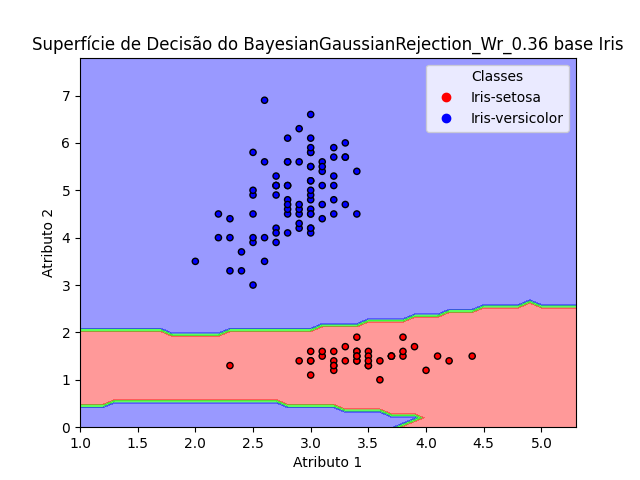 Superfície de Decisão do BayesianGaussianRejection_Wr_0.36 base Iris
Classes
Iris-setosa
Iris-versicolor
Atributo 2
7
6
5
4
3
2
1
0
1.0 1.5 2.0 2.5 3.0 3.5 4.0 4.5 5.0
Atributo 1